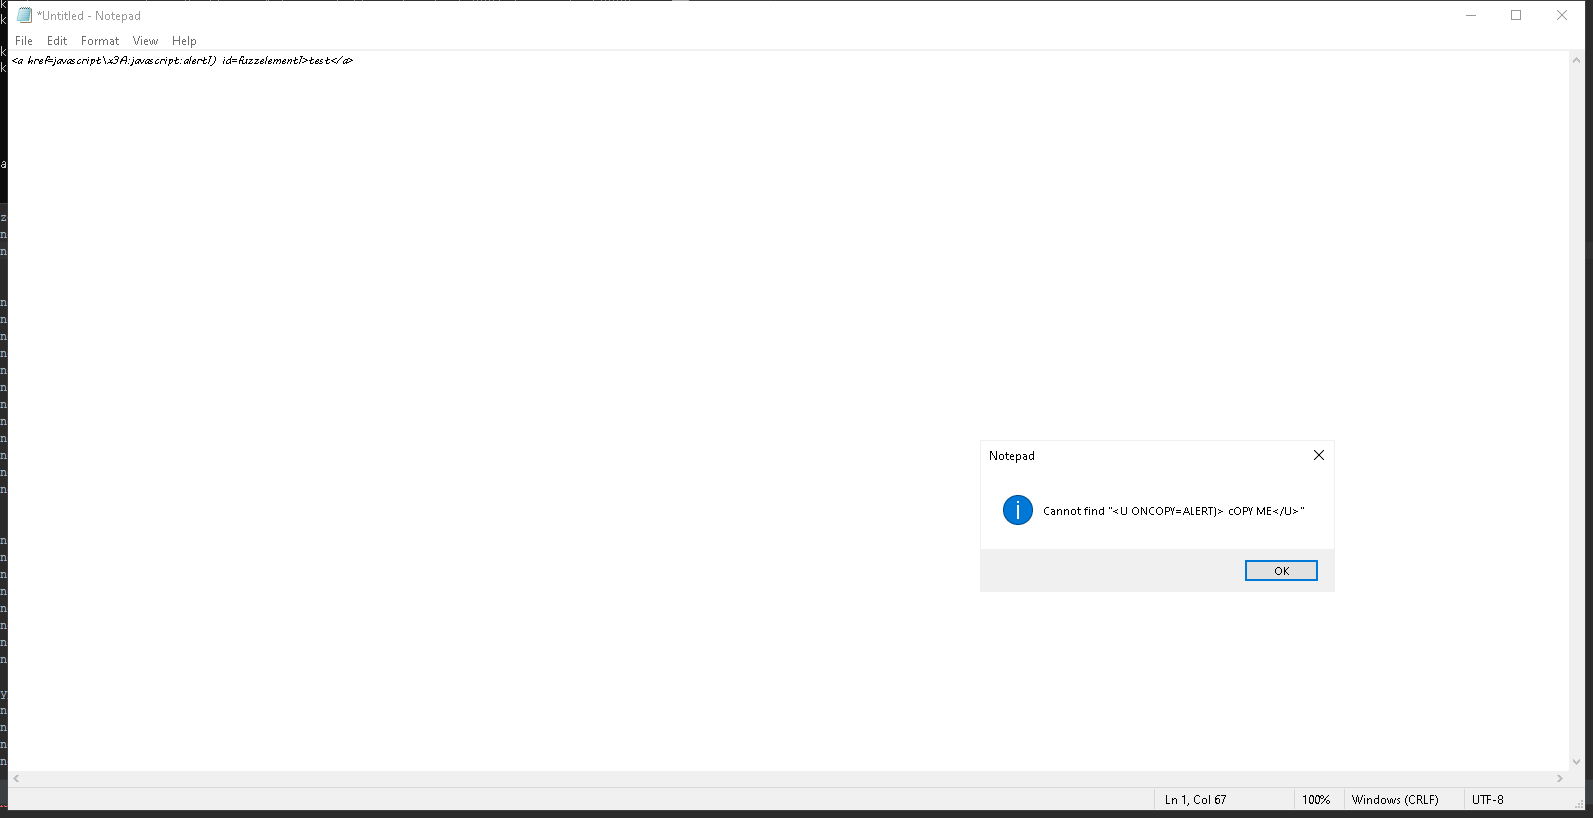 *Untitled - Notepad
File Edit Format View Help
<a href=javascript\x3A:javascript:alert1) id=fuzzelement1>test</a>
Notepad
Cannot find "<U ONCOPY=ALERT)> cOPY ME</U>"
OK
Ln 1, Col 67 100% Windows (CRLF) UTF-8